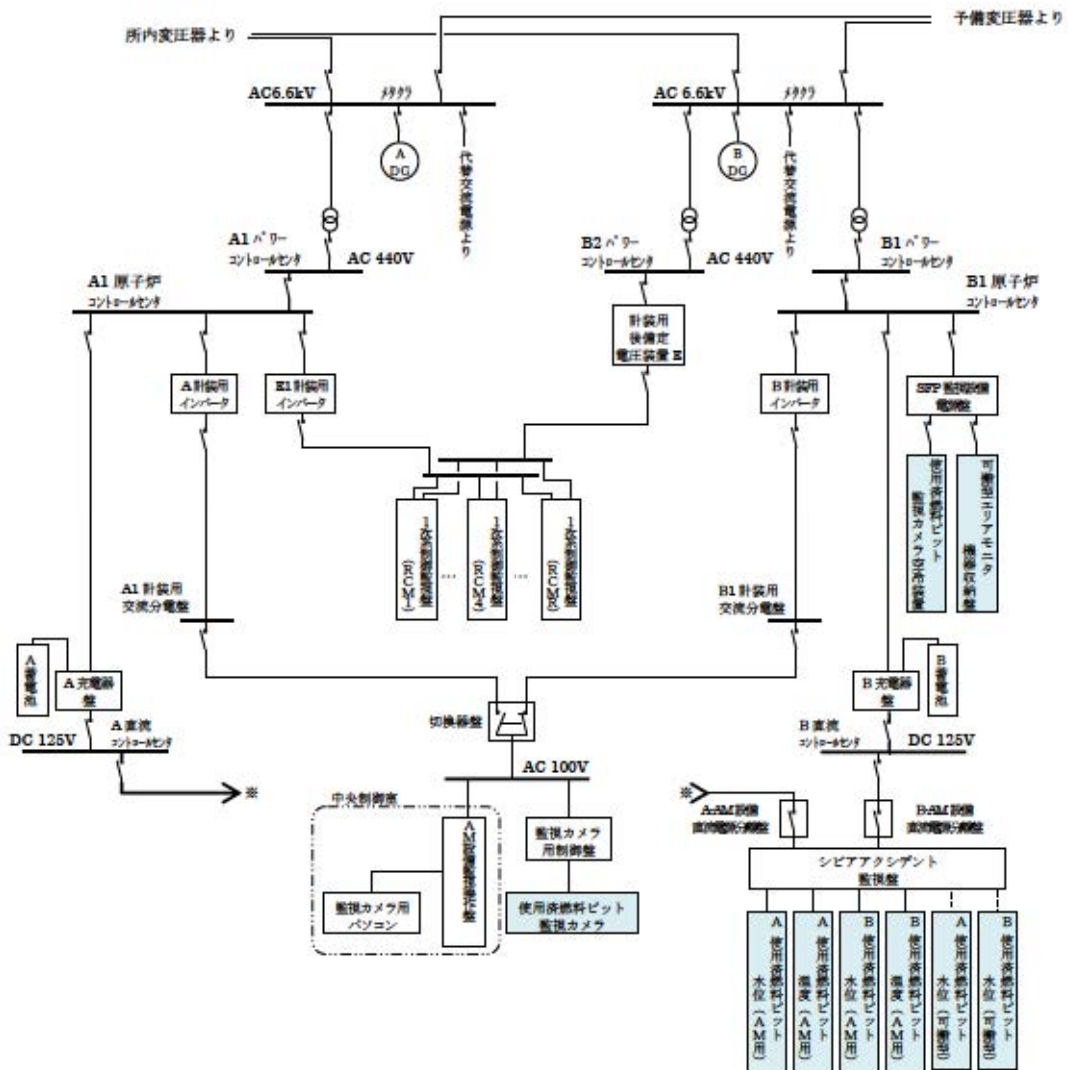 所内変圧器より
予備変圧器より
AC6.6kV
メタクラ
AC 6.6kV
メタクラ
A
DG
代替交流電源より
B
DG
代替交流電源より
A1 パワー
コントロールセンタ
AC 440V
B2 パワー
コントロールセンタ
AC 440V
B1 パワー
コントロールセンタ
A1 原子炉
コントロールセンタ
B1 原子炉
コントロールセンタ
計装用
後備定
電圧装置 E
A 計装用
インバータ
E1 計装用
インバータ
B 計装用
インバータ
SFP 監視設備
電源盤
使用済燃料ピット
監視カメラ空冷装置
可搬型エリアモニタ
機器収納盤
(RCM1)
…
(RCM4)
…
A1 計装用
交流分電盤
B1 計装用
交流分電盤
A蓄電池
A 充電器
盤
B 充電器
盤
B蓄電池
切換器盤
DC 125V
A 直流
コントロールセンタ
B 直流
コントロールセンタ
DC 125V
AC 100V
※
※
中央制御室
監視カメラ用
パソコン
監視カメラ
用制御盤
使用済燃料ピット
監視カメラ
A-AM設備
直流電源分離盤
B-AM設備
直流電源分離盤
シビアアクシデント
監視盤
A 使用済燃料ピット
水位(AM用)
A 使用済燃料ピット
温度(AM用)
B 使用済燃料ピット
水位(AM用)
B 使用済燃料ピット
温度(AM用)
A 使用済燃料ピット
水位(可搬型)
B 使用済燃料ピット
水位(可搬型)